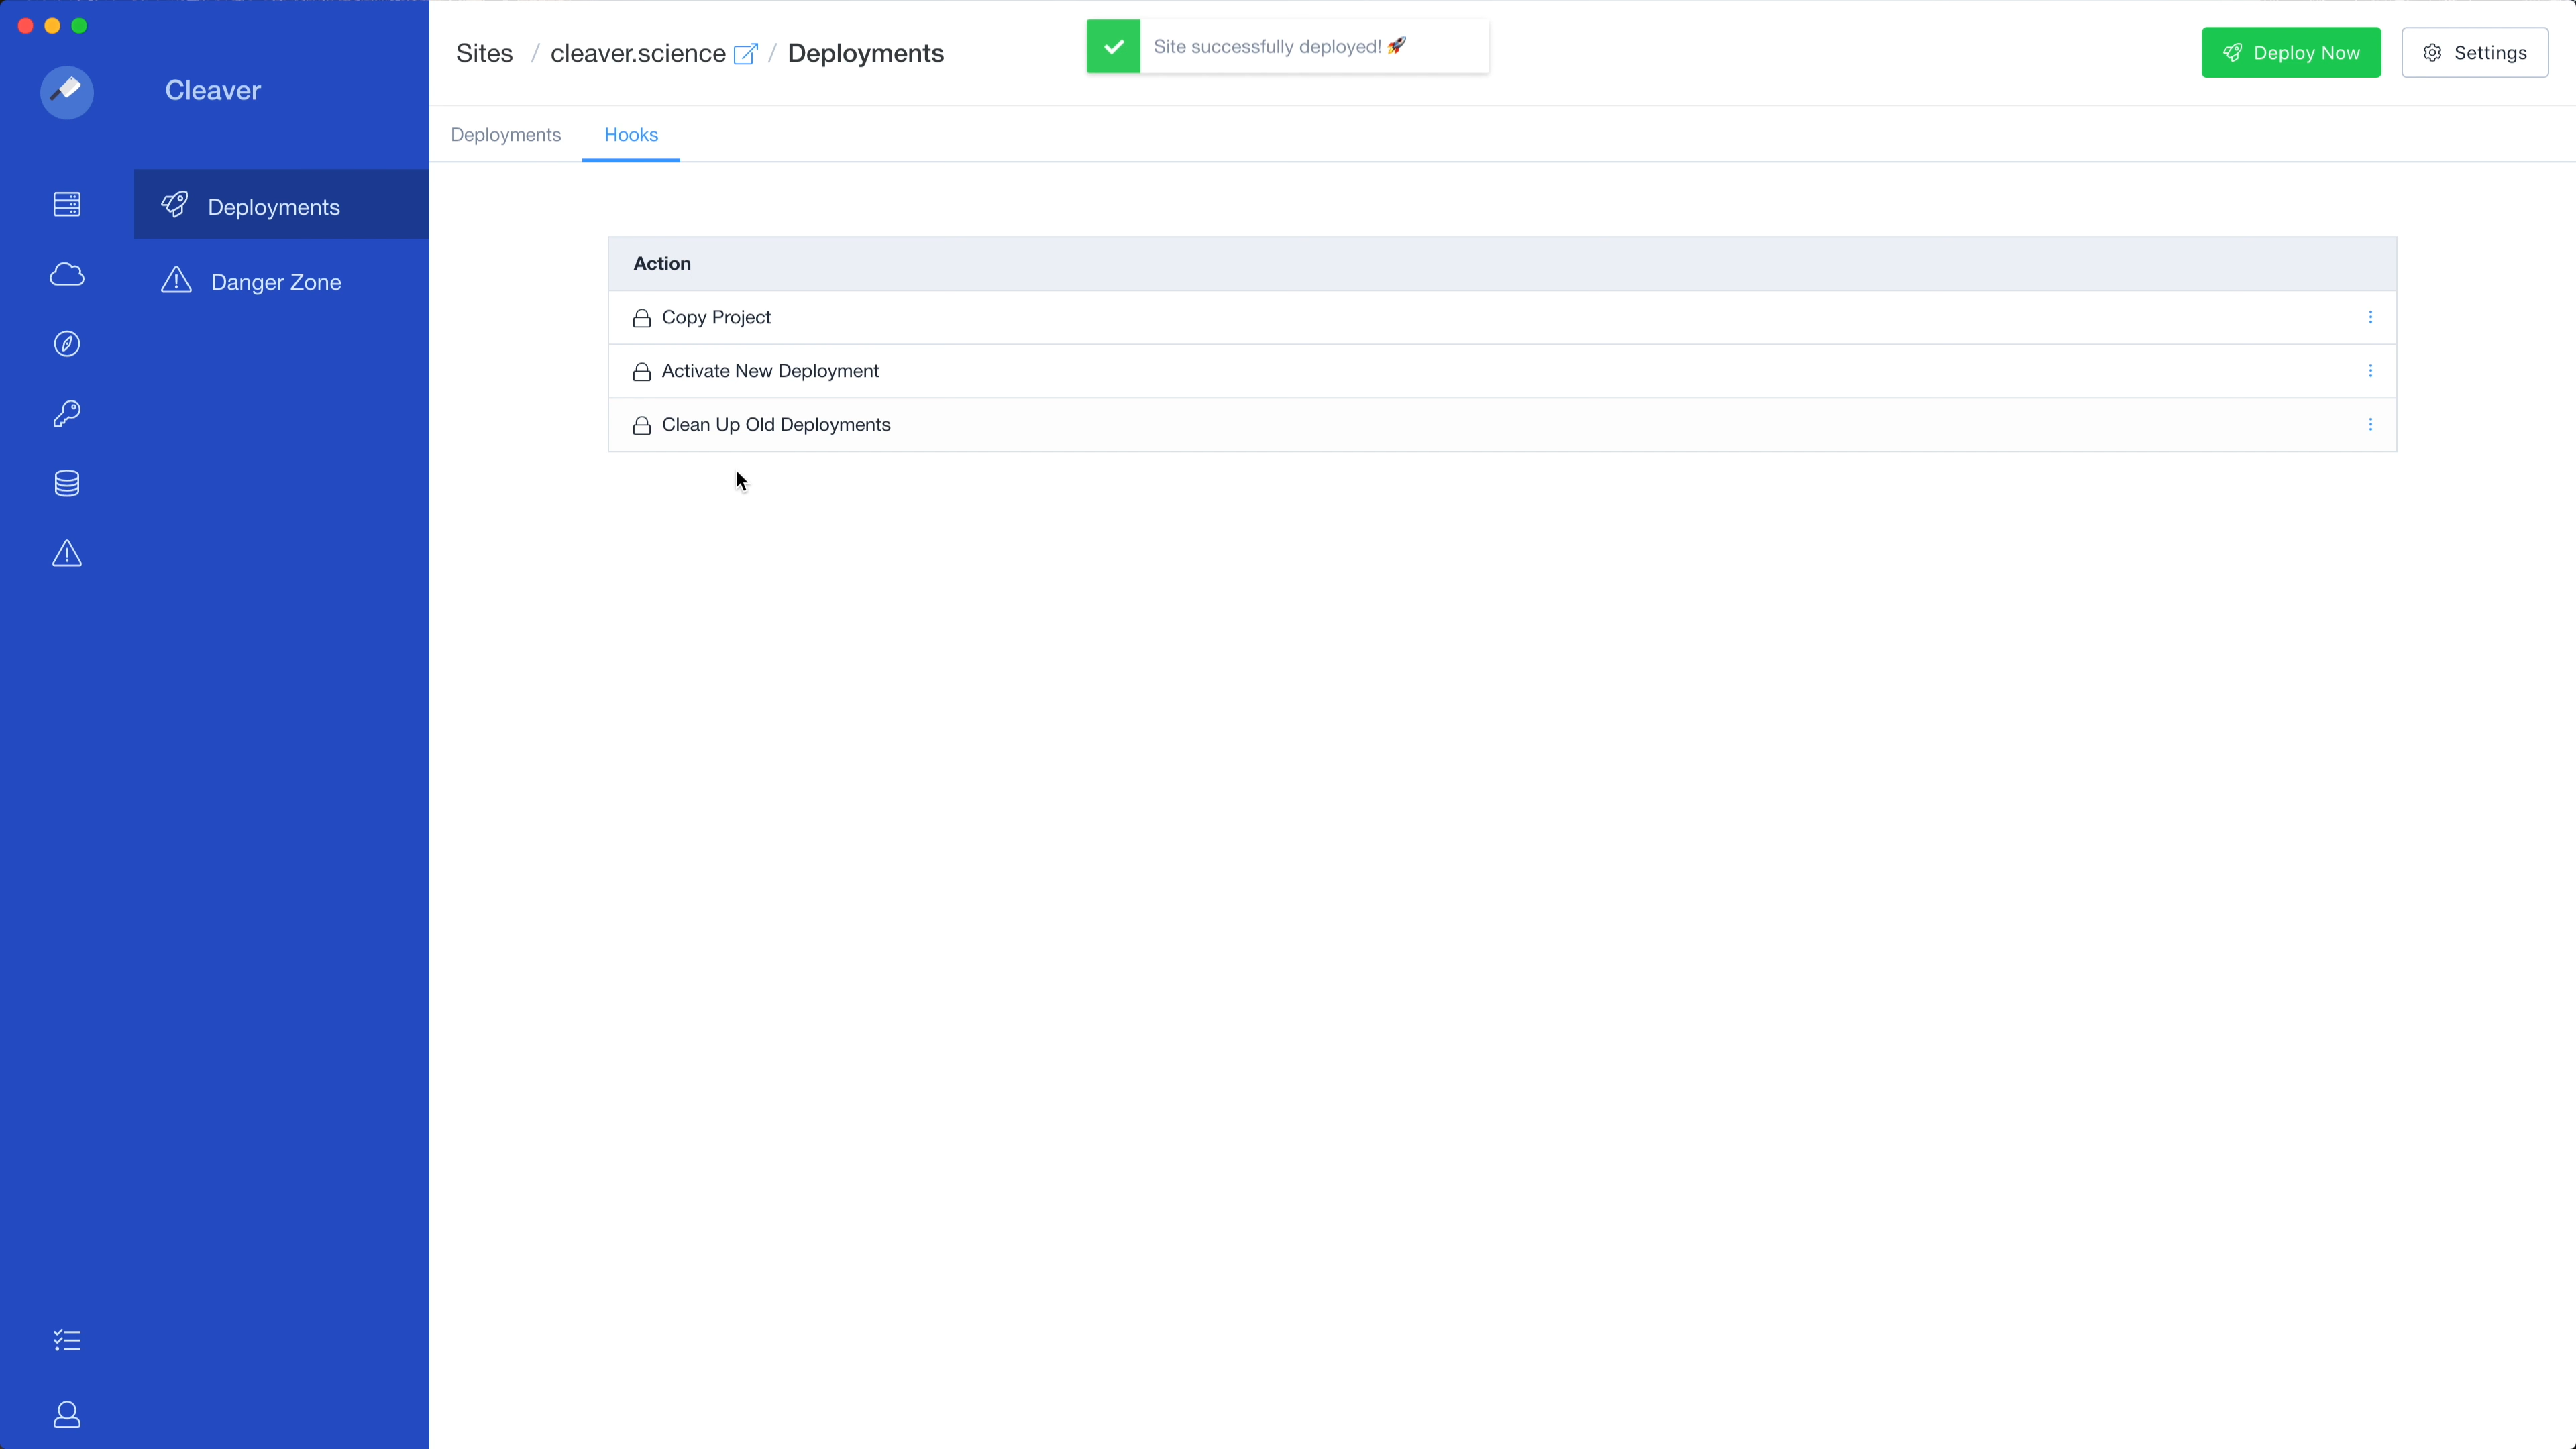 Sites / cleaver.science / Deployments
Site successfully deployed! 🚀
Deploy Now
Settings
Cleaver
Deployments
Hooks
Deployments
Danger Zone
Action
Copy Project
Activate New Deployment
Clean Up Old Deployments